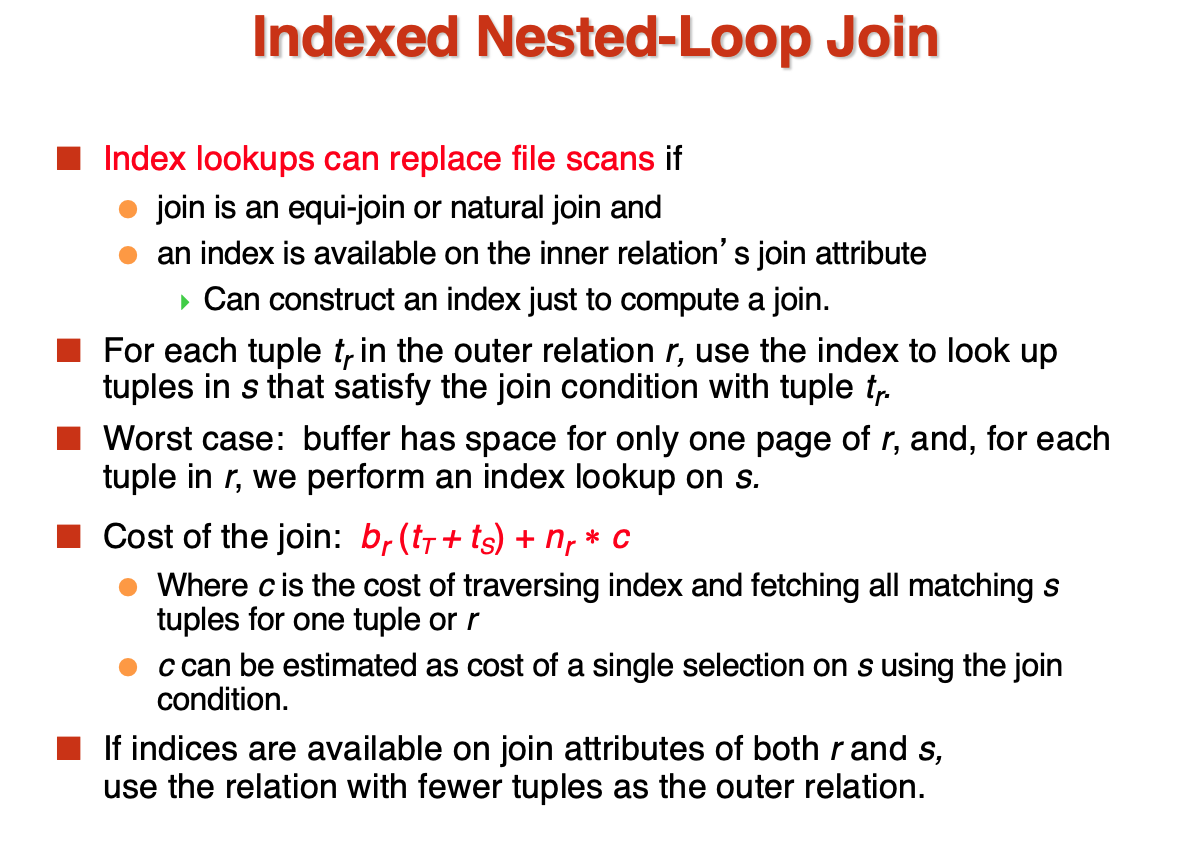 Indexed Nested-Loop Join
Index lookups can replace file scans if
join is an equi-join or natural join and
an index is available on the inner relation’s join attribute
Can construct an index just to compute a join.
For each tuple tr in the outer relation r, use the index to look up
tuples in s that satisfy the join condition with tuple tr.
Worst case: buffer has space for only one page of r, and, for each
tuple in r, we perform an index lookup on s.
Cost of the join: br (tT + tS) + nr ∗ c
Where c is the cost of traversing index and fetching all matching s
tuples for one tuple or r
c can be estimated as cost of a single selection on s using the join
condition.
If indices are available on join attributes of both r and s,
use the relation with fewer tuples as the outer relation.